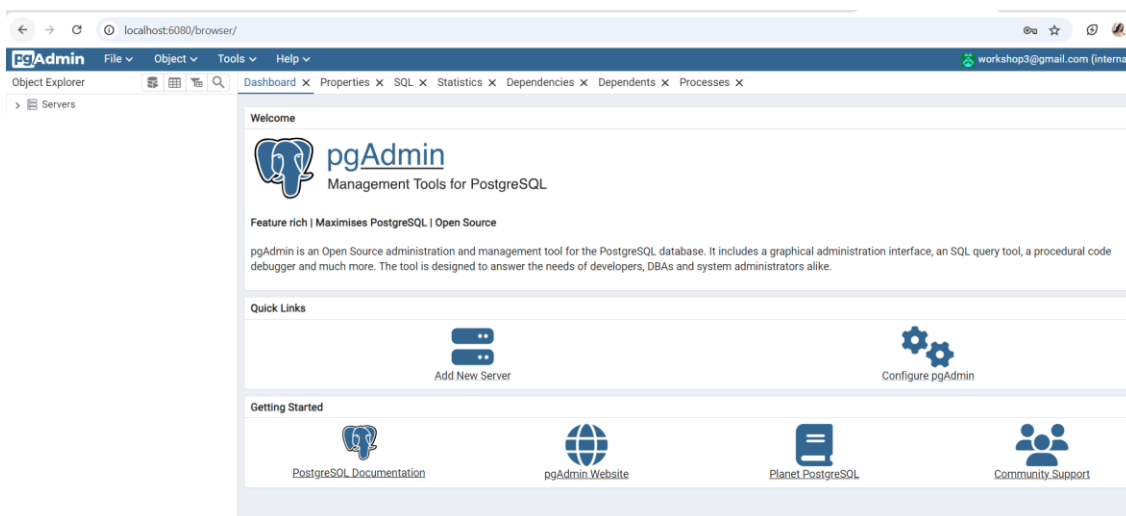 localhost:6080/browser/
pgAdmin File Object Tools Help workshop3@gmail.com (interna
Object Explorer Dashboard Properties SQL Statistics Dependencies Dependents Processes
Servers
Welcome
pgAdmin
Management Tools for PostgreSQL
Feature rich | Maximises PostgreSQL | Open Source
pgAdmin is an Open Source administration and management tool for the PostgreSQL database. It includes a graphical administration interface, an SQL query tool, a procedural code
debugger and much more. The tool is designed to answer the needs of developers, DBAs and system administrators alike.
Quick Links
Add New Server Configure pgAdmin
Getting Started
PostgreSQL Documentation pgAdmin Website Planet PostgreSQL Community Support